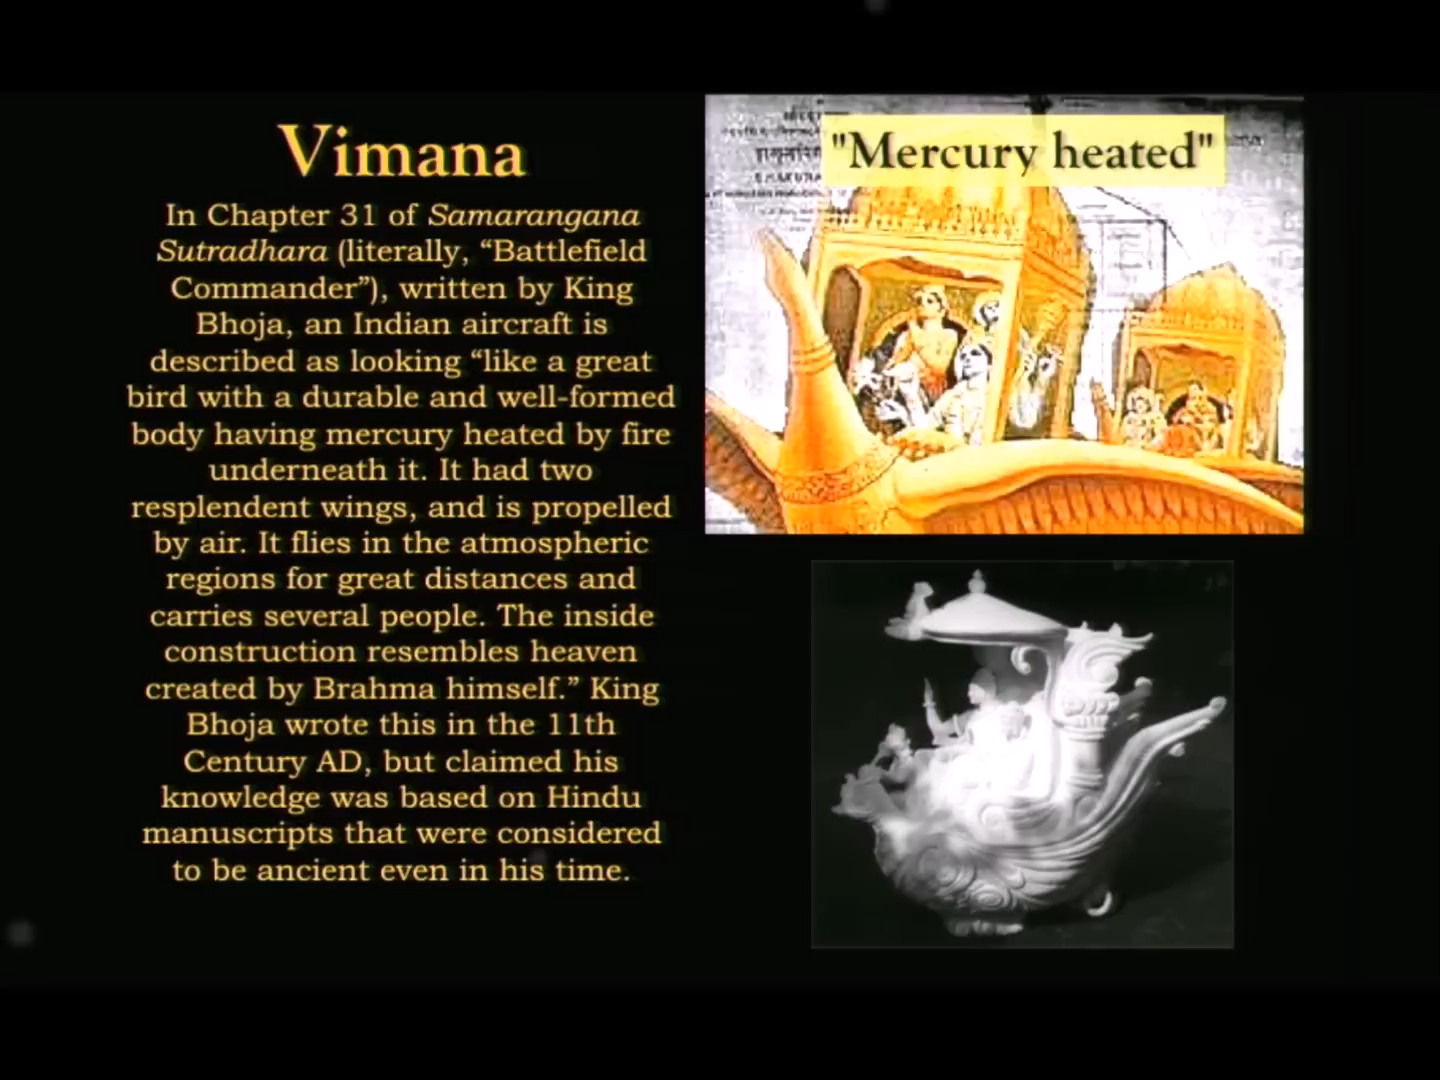 Vimana
In Chapter 31 of Samarangana
Sutradhara (literally, “Battlefield
Commander”), written by King
Bhoja, an Indian aircraft is
described as looking “like a great
bird with a durable and well-formed
body having mercury heated by fire
underneath it. It had two
resplendent wings, and is propelled
by air. It flies in the atmospheric
regions for great distances and
carries several people. The inside
construction resembles heaven
created by Brahma himself.” King
Bhoja wrote this in the 11th
Century AD, but claimed his
knowledge was based on Hindu
manuscripts that were considered
to be ancient even in his time.
"Mercury heated"